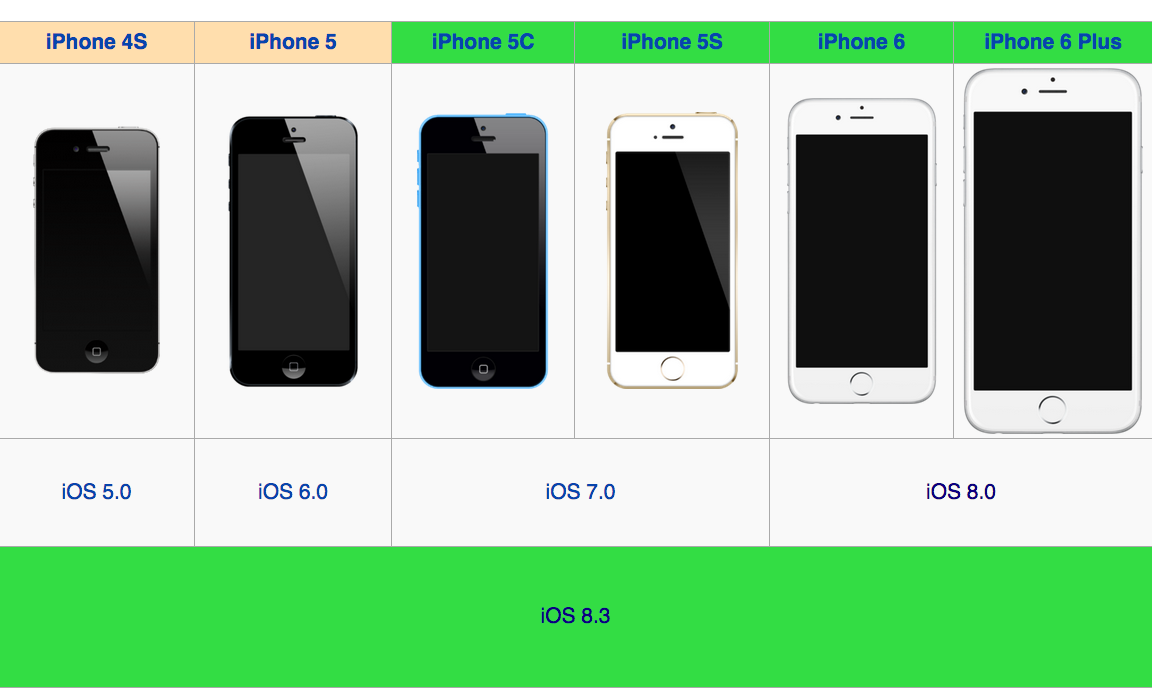 iPhone 4S
iPhone 5
iPhone 5C
iPhone 5S
iPhone 6
iPhone 6 Plus
iOS 5.0
iOS 6.0
iOS 7.0
iOS 8.0
iOS 8.3